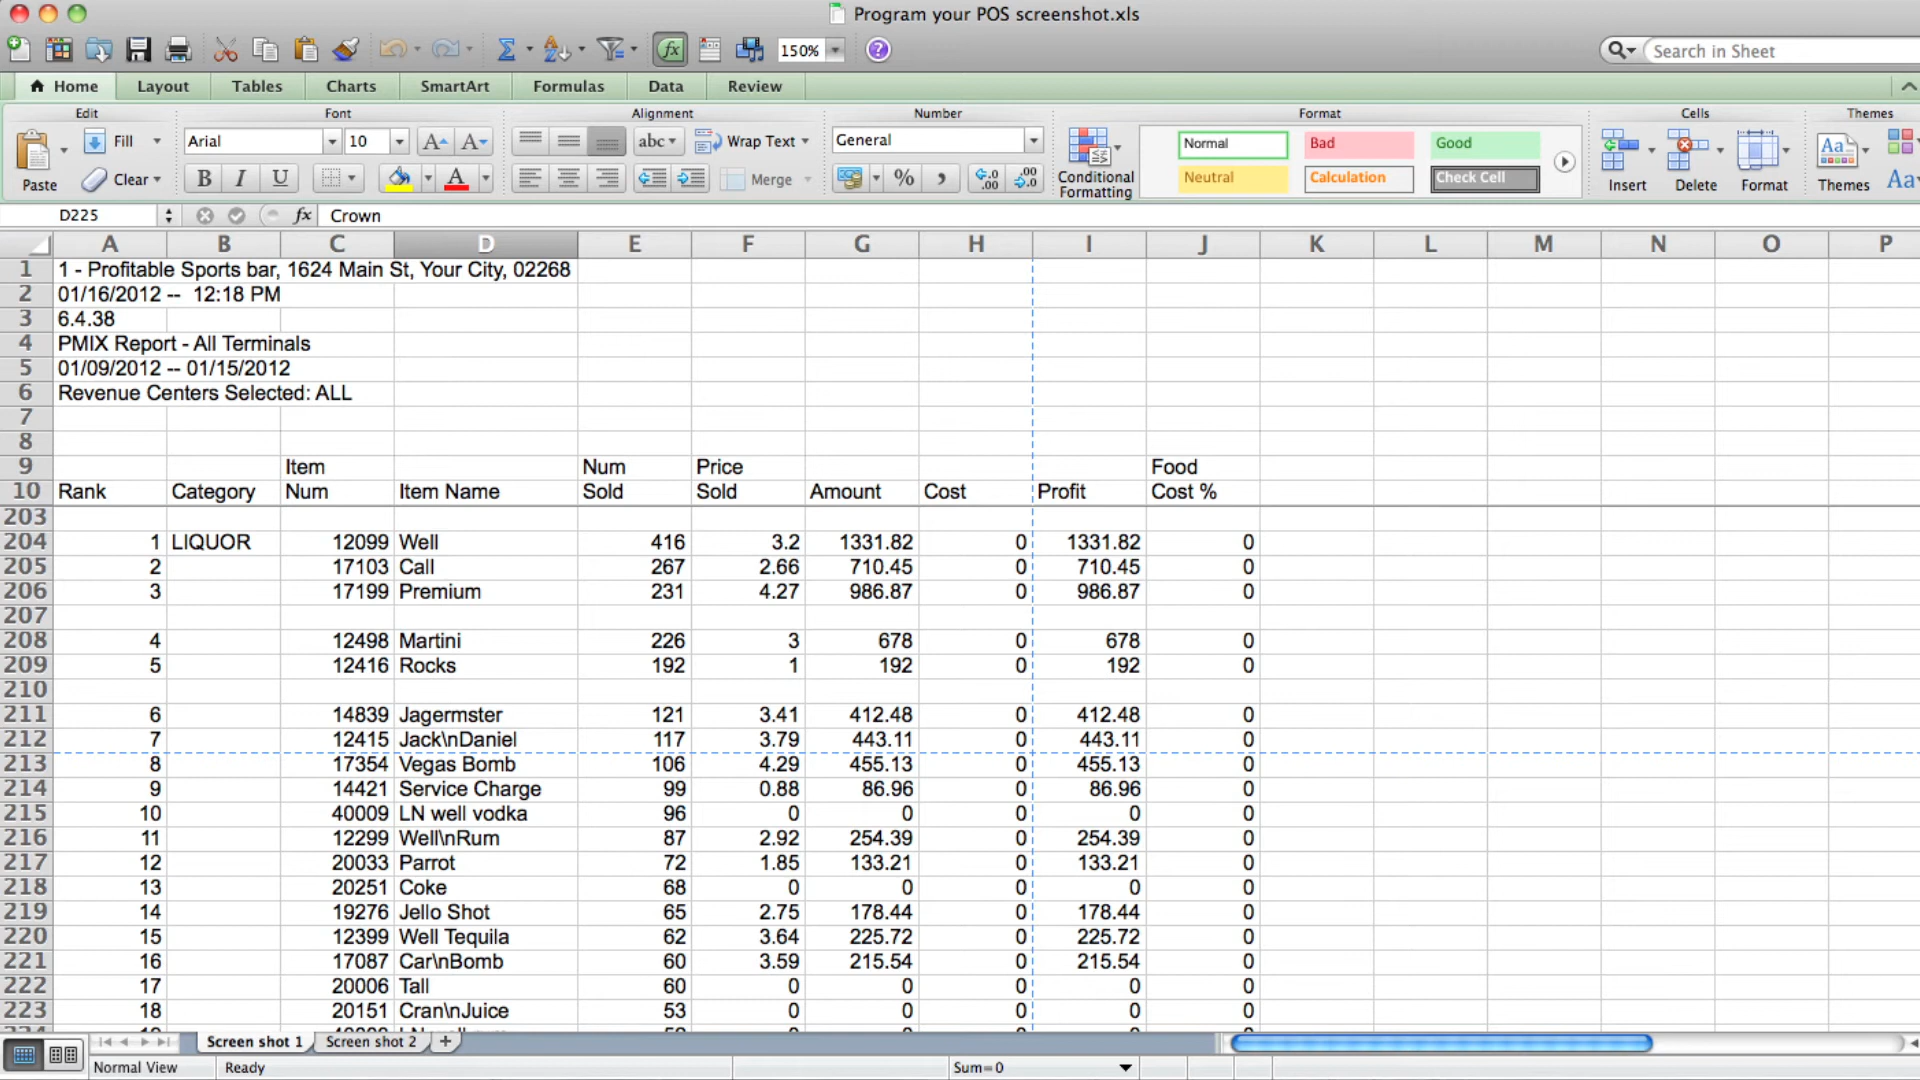 Program your POS screenshot.xls
150%
Search in Sheet
Home Layout Tables Charts SmartArt Formulas Data Review
Edit Font Alignment Number Format Cells Themes
Fill Arial 10 abc Wrap Text General Normal Bad Good
Paste Clear B I U A Merge % Conditional Formatting Neutral Calculation Check Cell Insert Delete Format Themes Aa
D225 fx Crown
A B C D E F G H I J K L M N O P
1 1 - Profitable Sports bar, 1624 Main St, Your City, 02268
2 01/16/2012 -- 12:18 PM
3 6.4.38
4 PMIX Report - All Terminals
5 01/09/2012 -- 01/15/2012
6 Revenue Centers Selected: ALL
7
8
9 Item Num Price Food
10 Rank Category Num Item Name Sold Sold Amount Cost Profit Cost %
203
204 1 LIQUOR 12099 Well 416 3.2 1331.82 0 1331.82 0
205 2 17103 Call 267 2.66 710.45 0 710.45 0
206 3 17199 Premium 231 4.27 986.87 0 986.87 0
207
208 4 12498 Martini 226 3 678 0 678 0
209 5 12416 Rocks 192 1 192 0 192 0
210
211 6 14839 Jagermster 121 3.41 412.48 0 412.48 0
212 7 12415 Jack\nDaniel 117 3.79 443.11 0 443.11 0
213 8 17354 Vegas Bomb 106 4.29 455.13 0 455.13 0
214 9 14421 Service Charge 99 0.88 86.96 0 86.96 0
215 10 40009 LN well vodka 96 0 0 0 0 0
216 11 12299 Well\nRum 87 2.92 254.39 0 254.39 0
217 12 20033 Parrot 72 1.85 133.21 0 133.21 0
218 13 20251 Coke 68 0 0 0 0 0
219 14 19276 Jello Shot 65 2.75 178.44 0 178.44 0
220 15 12399 Well Tequila 62 3.64 225.72 0 225.72 0
221 16 17087 Car\nBomb 60 3.59 215.54 0 215.54 0
222 17 20006 Tall 60 0 0 0 0 0
223 18 20151 Cran\nJuice 53 0 0 0 0 0
Screen shot 1 Screen shot 2 +
Normal View Ready Sum=0